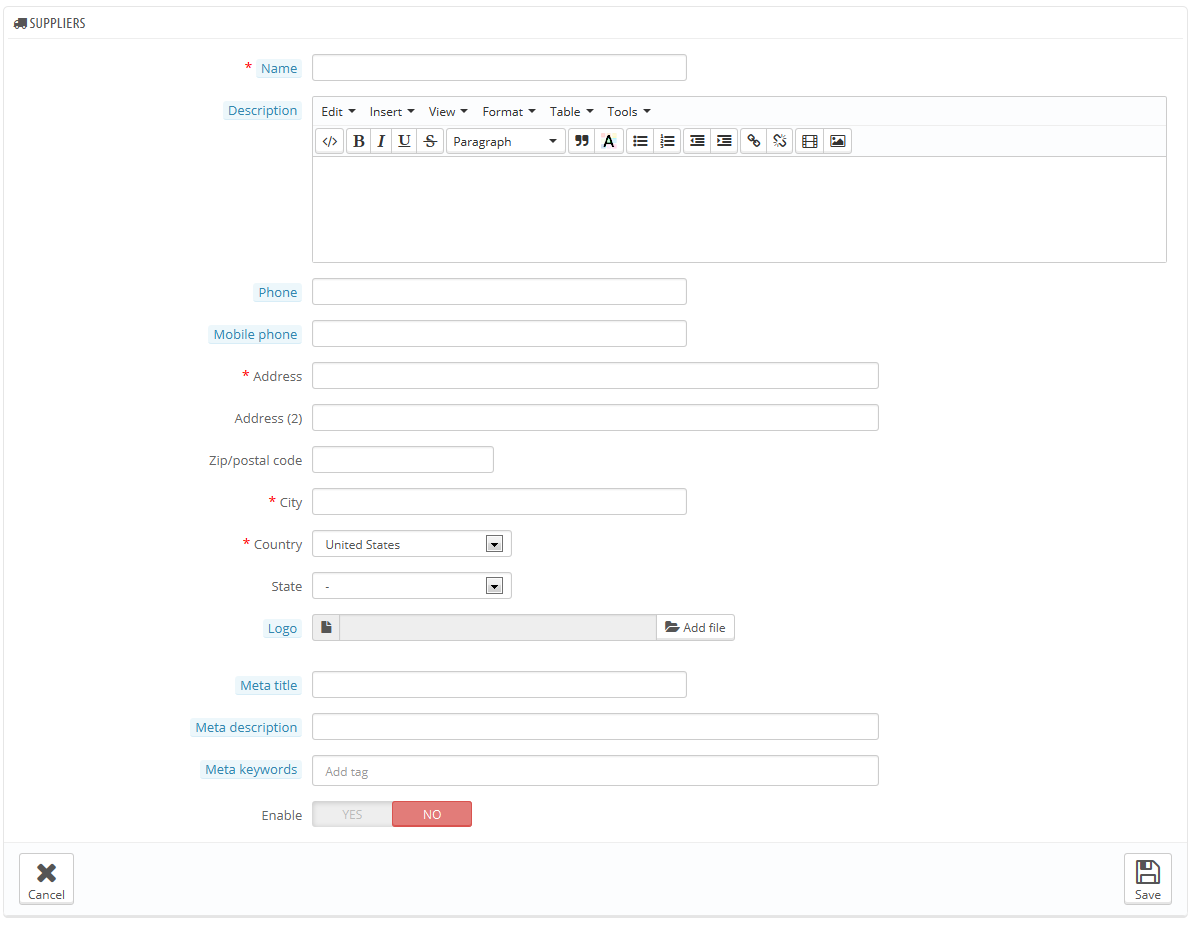 SUPPLIERS
* Name
Description
Edit Insert View Format Table Tools
</> B I U S Paragraph A
Phone
Mobile phone
* Address
Address (2)
Zip/postal code
* City
* Country United States
State -
Logo Add file
Meta title
Meta description
Meta keywords Add tag
Enable YES NO
Cancel Save